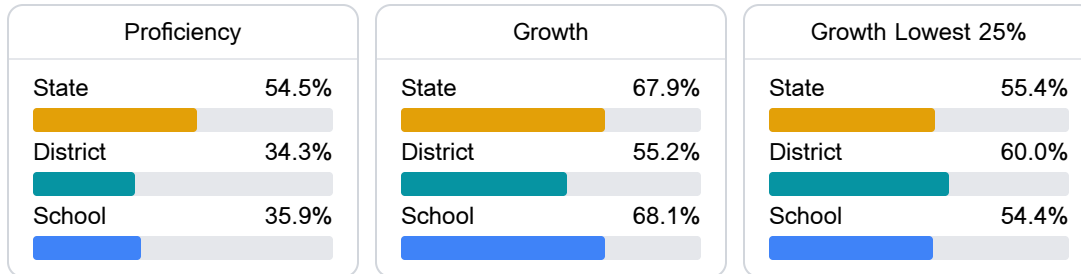 Proficiency
State 54.5%
District 34.3%
School 35.9%
Growth
State 67.9%
District 55.2%
School 68.1%
Growth Lowest 25%
State 55.4%
District 60.0%
School 54.4%